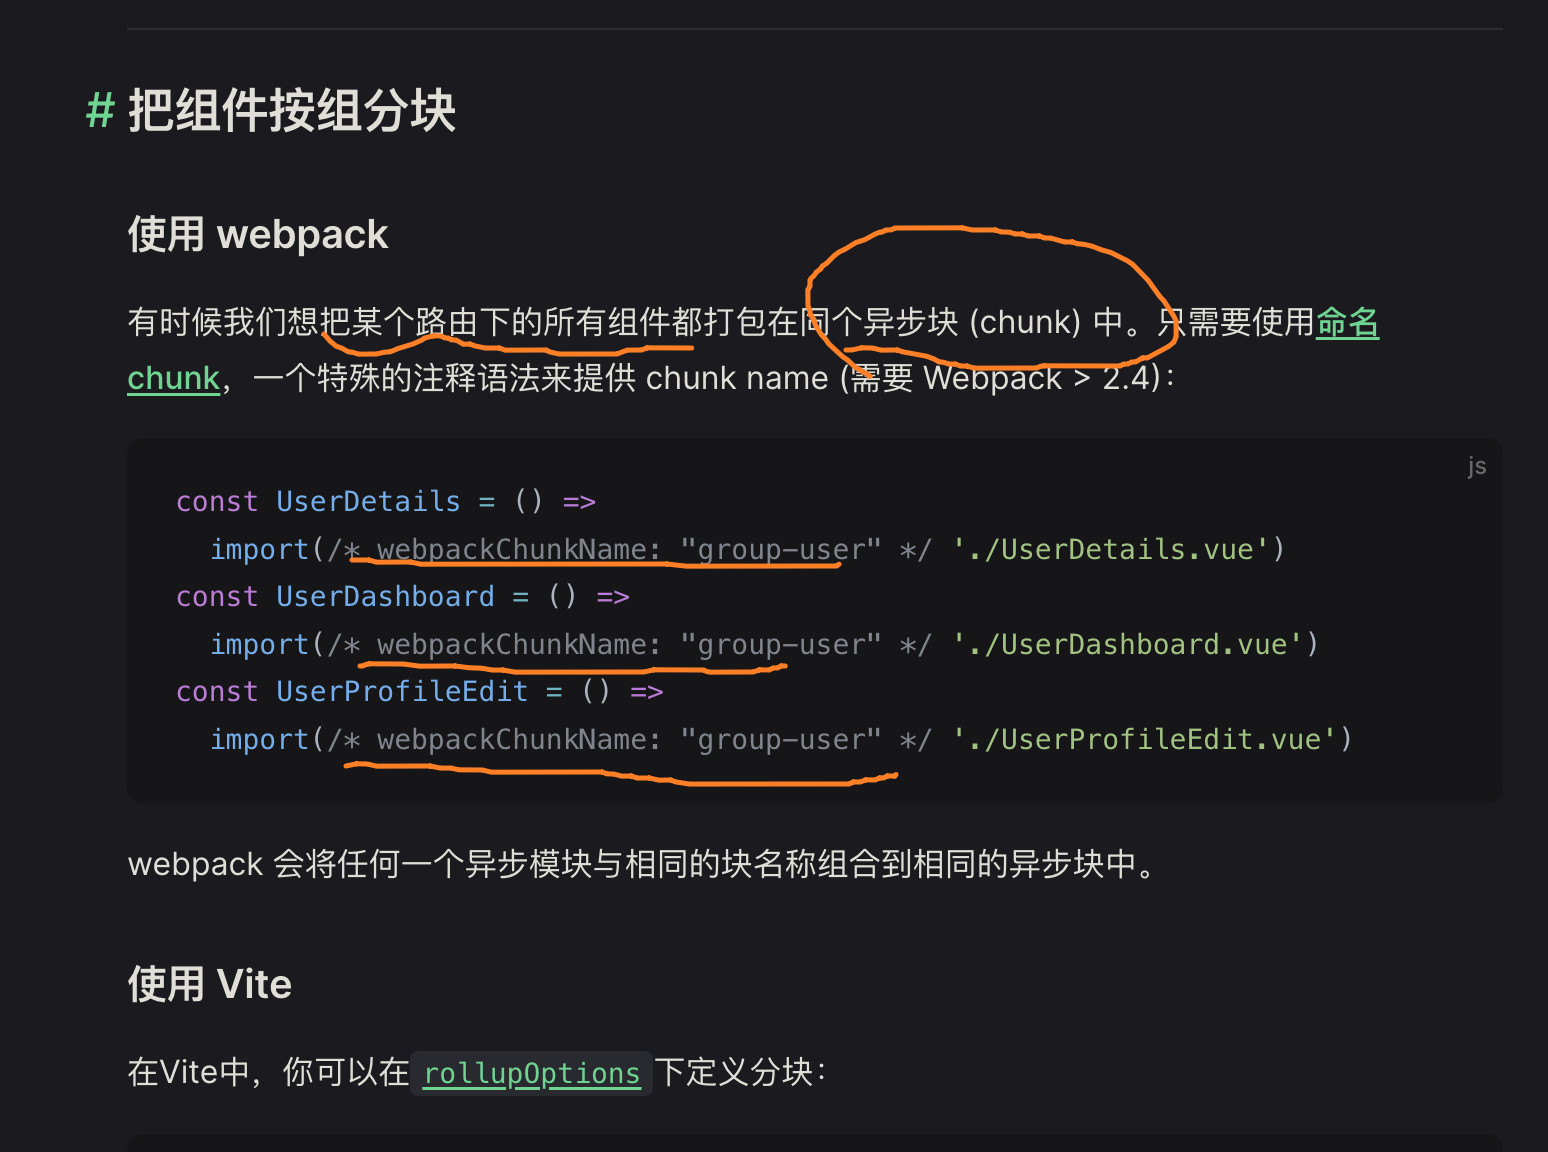 # 把组件按组分块
使用 webpack
有时候我们想把某个路由下的所有组件都打包在同个异步块 (chunk) 中。只需要使用命名
chunk，一个特殊的注释语法来提供 chunk name (需要 Webpack > 2.4)：
js
const UserDetails = () =>
  import(/* webpackChunkName: "group-user" */ './UserDetails.vue')
const UserDashboard = () =>
  import(/* webpackChunkName: "group-user" */ './UserDashboard.vue')
const UserProfileEdit = () =>
  import(/* webpackChunkName: "group-user" */ './UserProfileEdit.vue')
webpack 会将任何一个异步模块与相同的块名称组合到相同的异步块中。
使用 Vite
在Vite中，你可以在 rollupOptions 下定义分块：